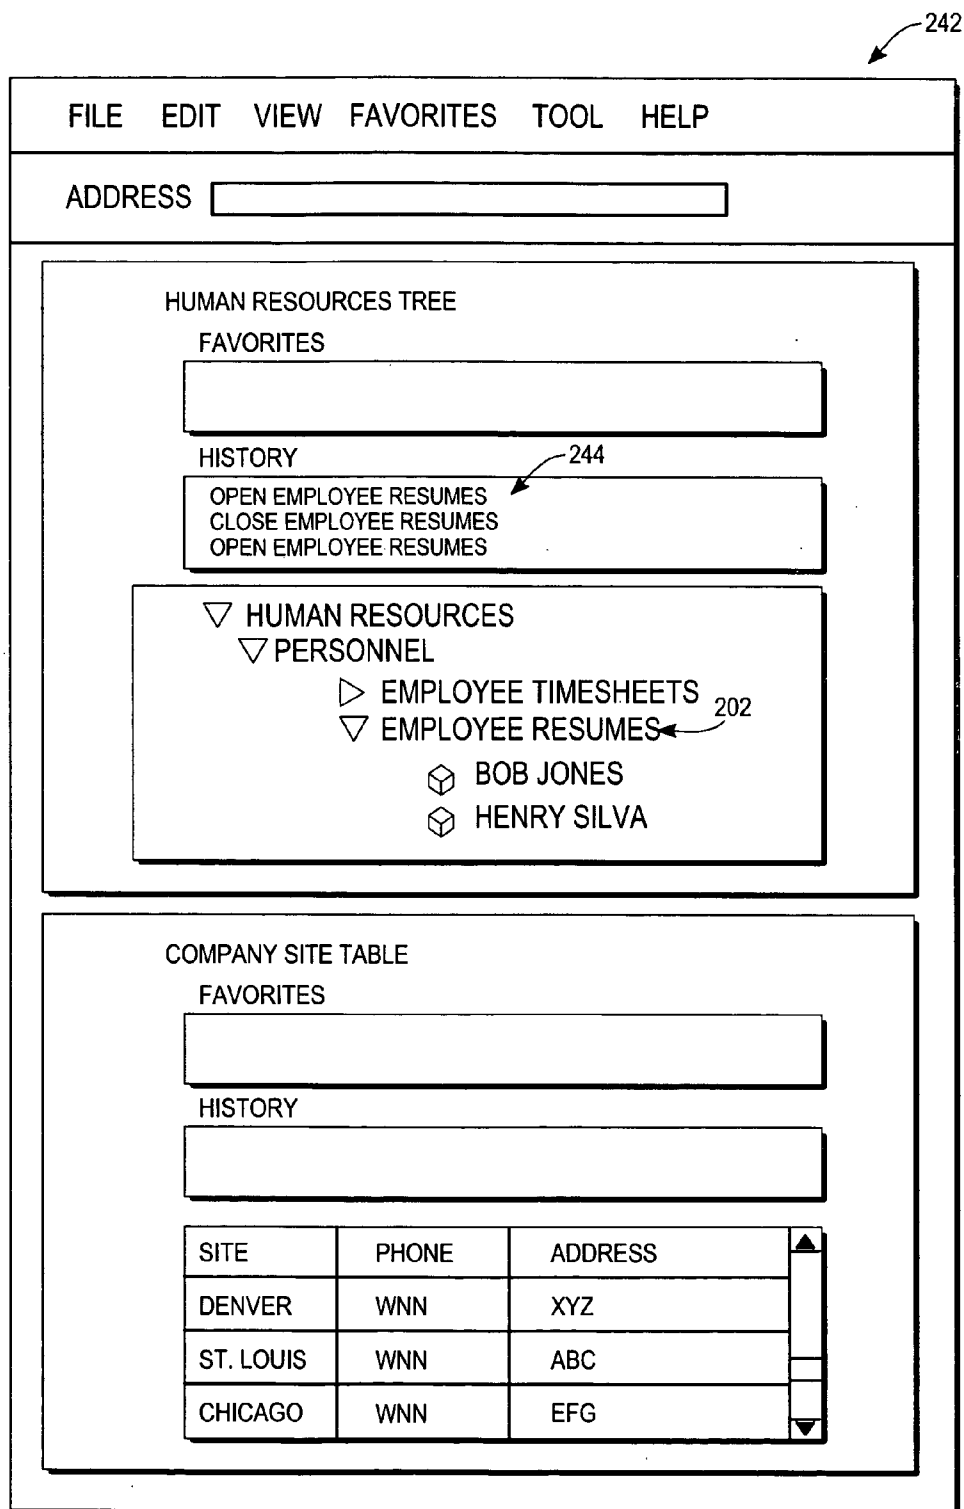 242
FILE EDIT VIEW FAVORITES TOOL HELP
ADDRESS
HUMAN RESOURCES TREE
FAVORITES
HISTORY
244
OPEN EMPLOYEE RESUMES
CLOSE EMPLOYEE RESUMES
OPEN EMPLOYEE RESUMES
HUMAN RESOURCES
PERSONNEL
EMPLOYEE TIMESHEETS
EMPLOYEE RESUMES 202
BOB JONES
HENRY SILVA
COMPANY SITE TABLE
FAVORITES
HISTORY
SITE PHONE ADDRESS
DENVER WNN XYZ
ST. LOUIS WNN ABC
CHICAGO WNN EFG